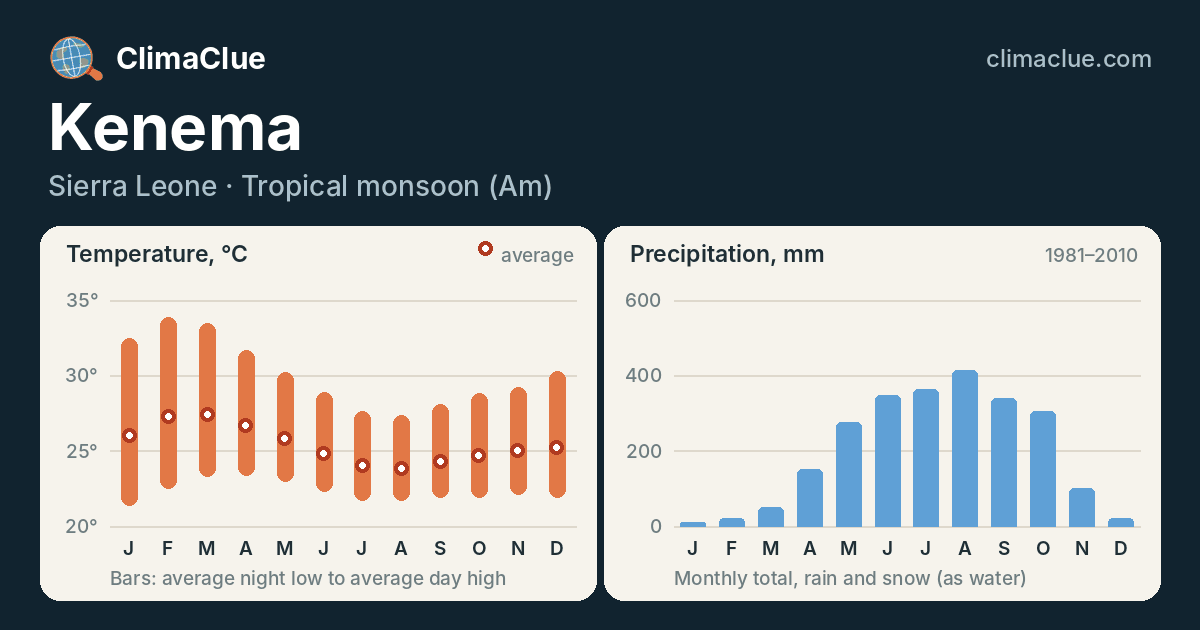 ClimaClue
climaclue.com
Kenema
Sierra Leone · Tropical monsoon (Am)
Temperature, °C
average
35°
30°
25°
20°
J F M A M J J A S O N D
Bars: average night low to average day high
Precipitation, mm
1981–2010
600
400
200
0
J F M A M J J A S O N D
Monthly total, rain and snow (as water)